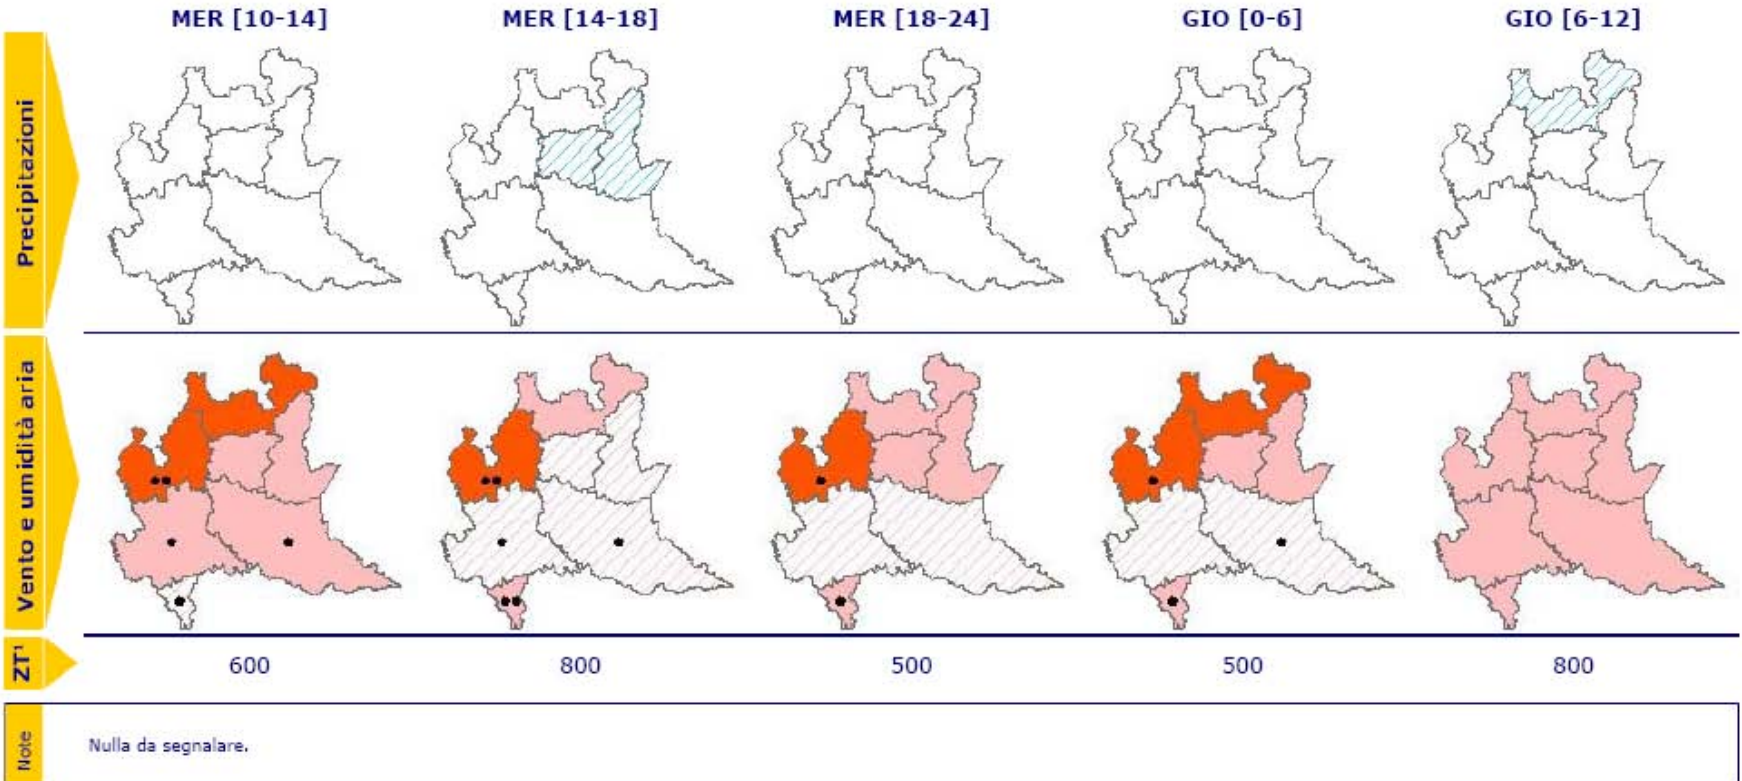 MER [10-14] MER [14-18] MER [18-24] GIO [0-6] GIO [6-12]
Precipitazioni
Vento e umidità aria
ZT¹ 600 800 500 500 800
Note Nulla da segnalare.